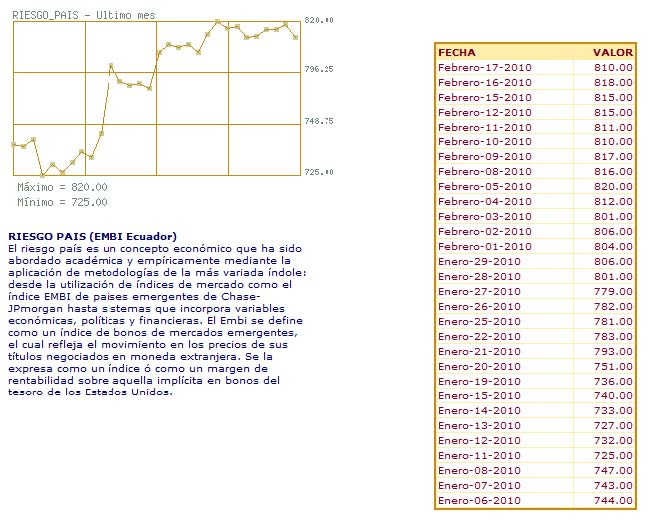 RIESGO_PAIS - Ultimo mes
820.00
796.25
748.75
725.00
Máximo = 820.00
Mínimo = 725.00
RIESGO PAIS (EMBI Ecuador)
El riesgo país es un concepto económico que ha sido
abordado académica y empíricamente mediante la
aplicación de metodologías de la más variada índole:
desde la utilización de índices de mercado como el
índice EMBI de paises emergentes de Chase-
JPmorgan hasta sistemas que incorpora variables
económicas, políticas y financieras. El Embi se define
como un índice de bonos de mercados emergentes,
el cual refleja el movimiento en los precios de sus
títulos negociados en moneda extranjera. Se la
expresa como un índice ó como un margen de
rentabilidad sobre aquella implícita en bonos del
tesoro de los Estados Unidos.
FECHA VALOR
Febrero-17-2010 810.00
Febrero-16-2010 818.00
Febrero-15-2010 815.00
Febrero-12-2010 815.00
Febrero-11-2010 811.00
Febrero-10-2010 810.00
Febrero-09-2010 817.00
Febrero-08-2010 816.00
Febrero-05-2010 820.00
Febrero-04-2010 812.00
Febrero-03-2010 801.00
Febrero-02-2010 806.00
Febrero-01-2010 804.00
Enero-29-2010 806.00
Enero-28-2010 801.00
Enero-27-2010 779.00
Enero-26-2010 782.00
Enero-25-2010 781.00
Enero-22-2010 783.00
Enero-21-2010 793.00
Enero-20-2010 751.00
Enero-19-2010 736.00
Enero-15-2010 740.00
Enero-14-2010 733.00
Enero-13-2010 727.00
Enero-12-2010 732.00
Enero-11-2010 725.00
Enero-08-2010 747.00
Enero-07-2010 743.00
Enero-06-2010 744.00